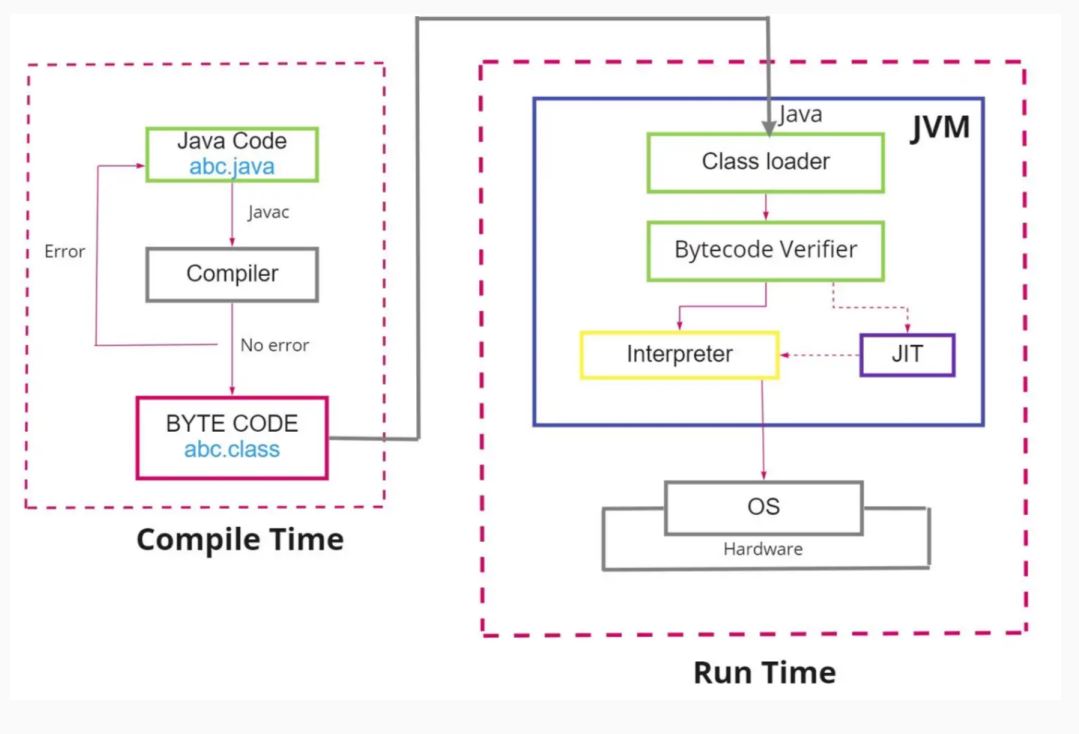 Java Code
abc.java
Javac
Error
Compiler
No error
BYTE CODE
abc.class
Compile Time
Java
JVM
Class loader
Bytecode Verifier
Interpreter
JIT
OS
Hardware
Run Time